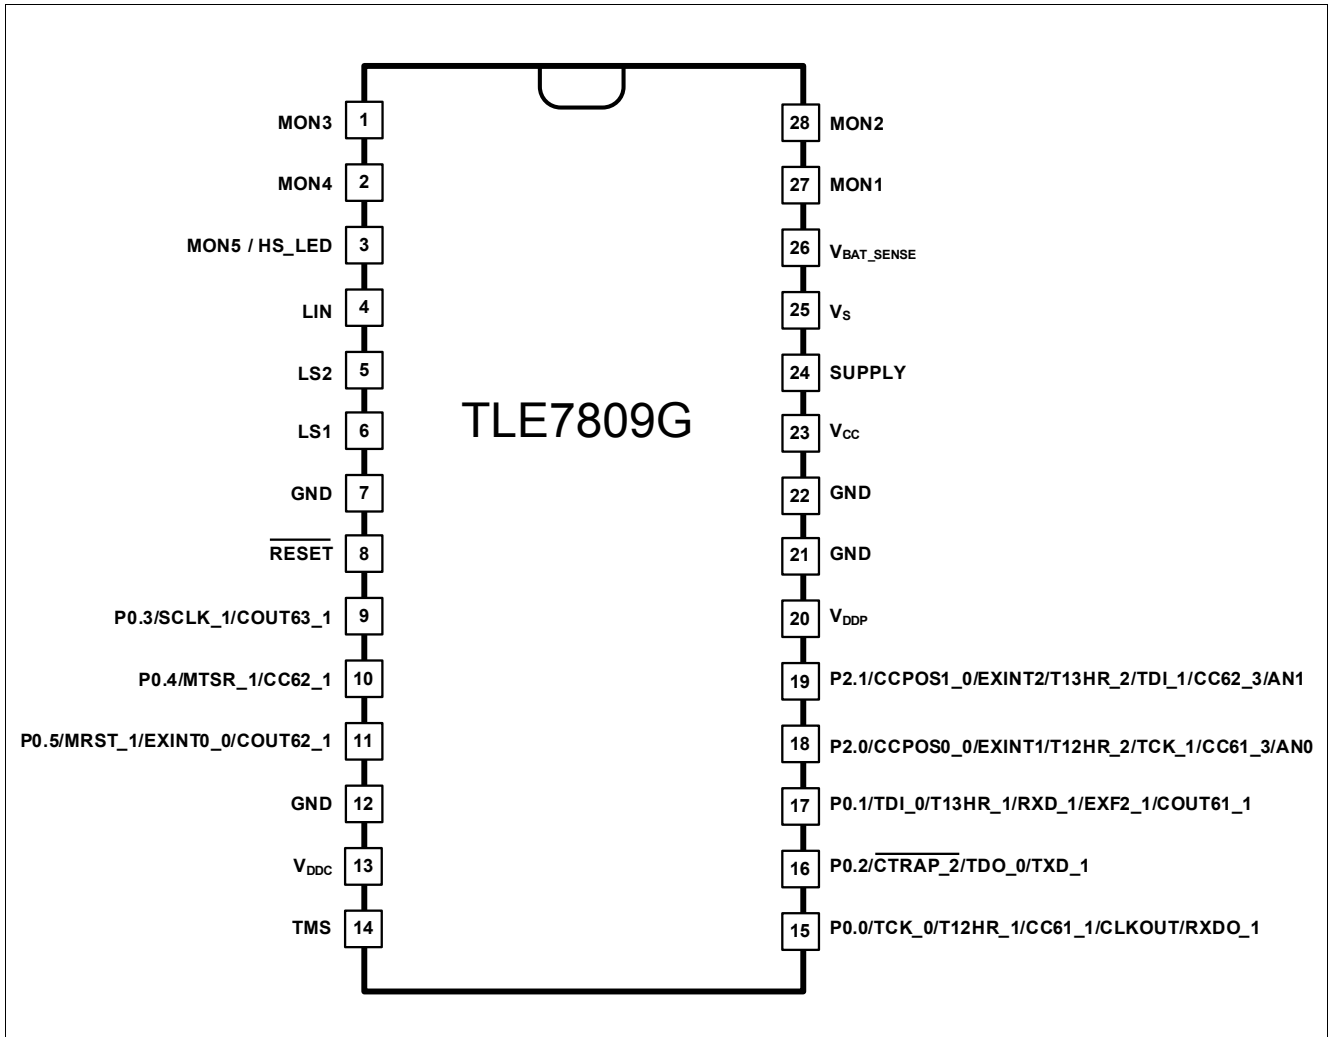 MON3 1
MON4 2
MON5 / HS_LED 3
LIN 4
LS2 5
LS1 6
GND 7
RESET 8
P0.3/SCLK_1/COUT63_1 9
P0.4/MTSR_1/CC62_1 10
P0.5/MRST_1/EXINT0_0/COUT62_1 11
GND 12
VDDC 13
TMS 14
TLE7809G
28 MON2
27 MON1
26 VBAT_SENSE
25 VS
24 SUPPLY
23 VCC
22 GND
21 GND
20 VDDP
19 P2.1/CCPOS1_0/EXINT2/T13HR_2/TDI_1/CC62_3/AN1
18 P2.0/CCPOS0_0/EXINT1/T12HR_2/TCK_1/CC61_3/AN0
17 P0.1/TDI_0/T13HR_1/RXD_1/EXF2_1/COUT61_1
16 P0.2/CTRAP_2/TDO_0/TXD_1
15 P0.0/TCK_0/T12HR_1/CC61_1/CLKOUT/RXDO_1